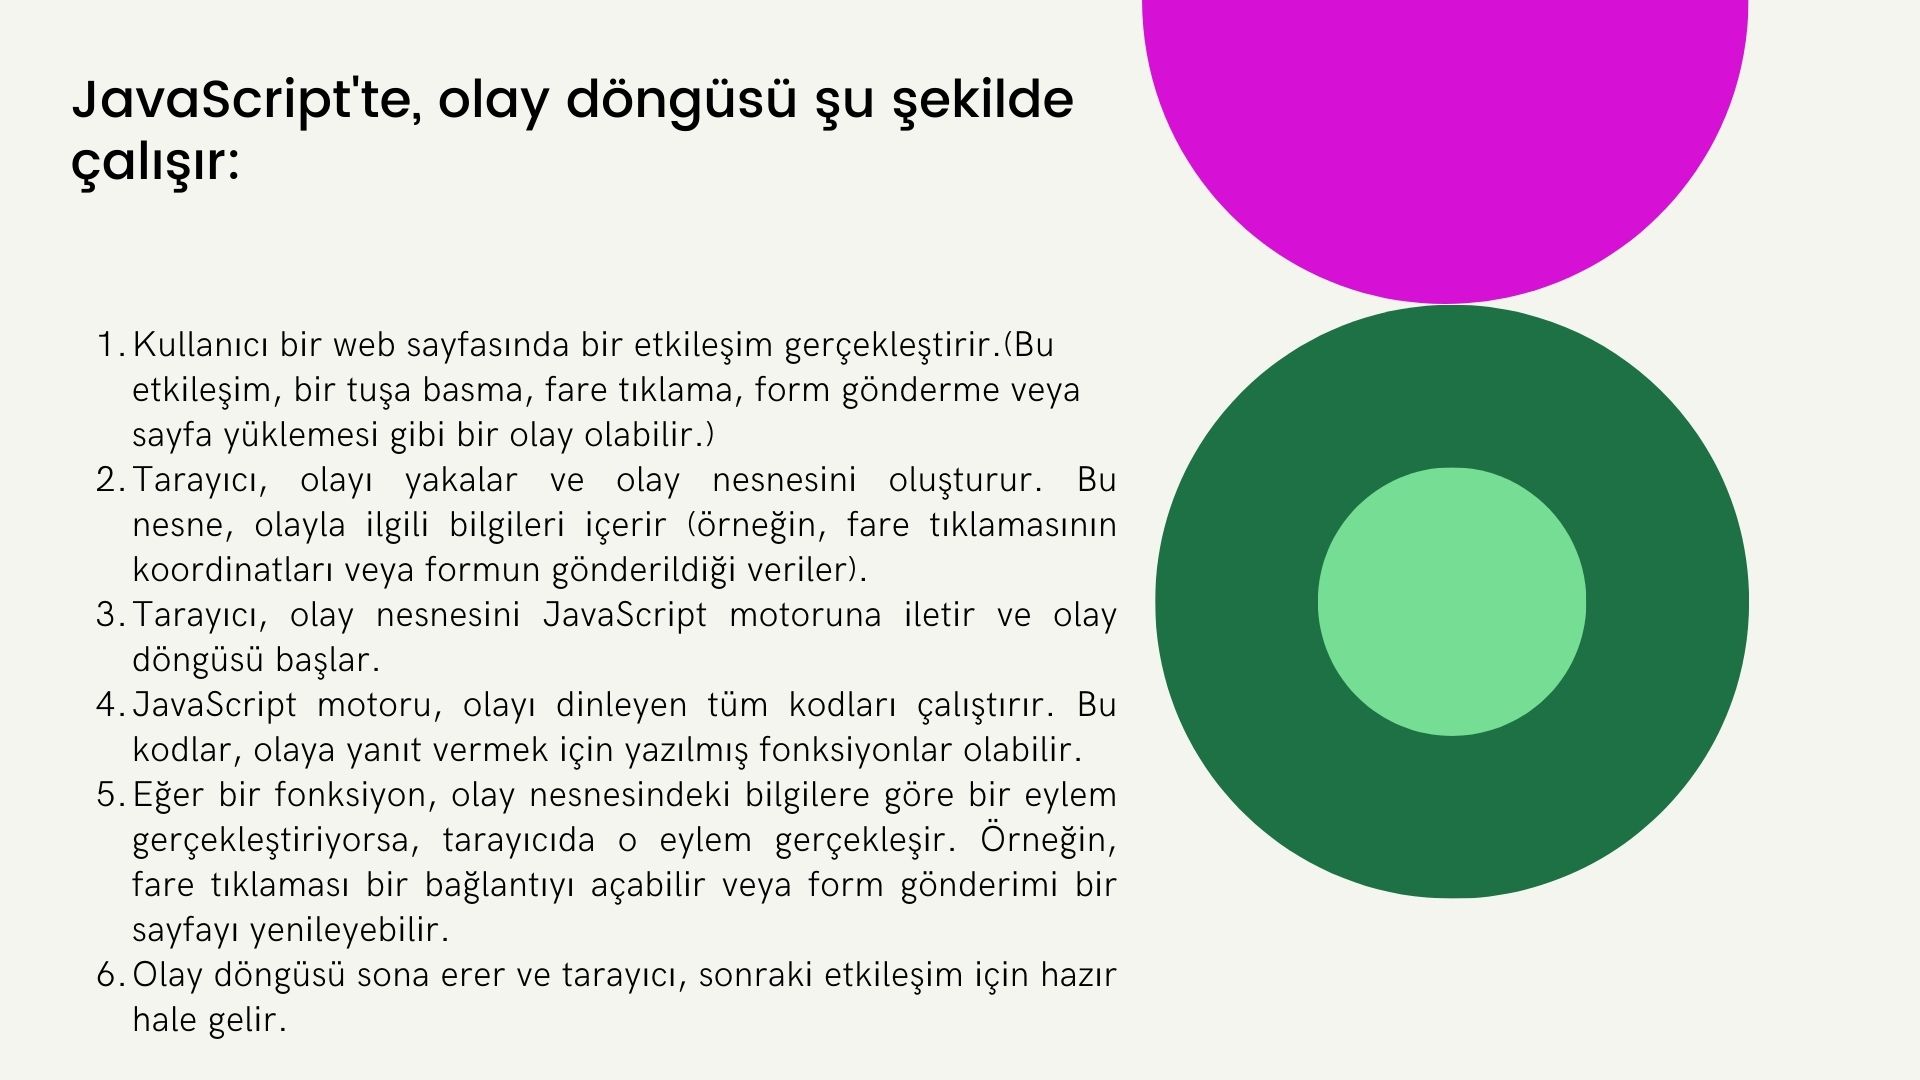 JavaScript'te, olay döngüsü şu şekilde
çalışır:
1. Kullanıcı bir web sayfasında bir etkileşim gerçekleştirir.(Bu
etkileşim, bir tuşa basma, fare tıklama, form gönderme veya
sayfa yüklemesi gibi bir olay olabilir.)
2. Tarayıcı, olayı yakalar ve olay nesnesini oluşturur. Bu
nesne, olayla ilgili bilgileri içerir (örneğin, fare tıklamasının
koordinatları veya formun gönderildiği veriler).
3. Tarayıcı, olay nesnesini JavaScript motoruna iletir ve olay
döngüsü başlar.
4. JavaScript motoru, olayı dinleyen tüm kodları çalıştırır. Bu
kodlar, olaya yanıt vermek için yazılmış fonksiyonlar olabilir.
5. Eğer bir fonksiyon, olay nesnesindeki bilgilere göre bir eylem
gerçekleştiriyorsa, tarayıcıda o eylem gerçekleşir. Örneğin,
fare tıklaması bir bağlantıyı açabilir veya form gönderimi bir
sayfayı yenileyebilir.
6. Olay döngüsü sona erer ve tarayıcı, sonraki etkileşim için hazır
hale gelir.